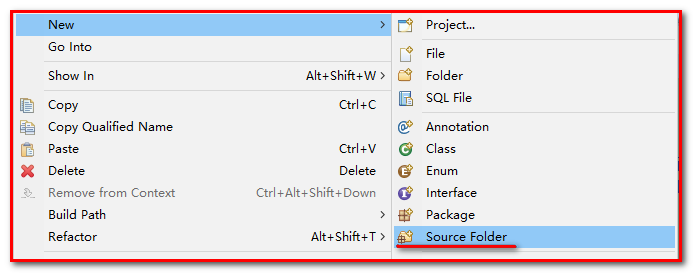 New
Go Into
Show In Alt+Shift+W
Copy Ctrl+C
Copy Qualified Name
Paste Ctrl+V
Delete Delete
Remove from Context Ctrl+Alt+Shift+Down
Build Path
Refactor Alt+Shift+T
Project...
File
Folder
SQL File
Annotation
Class
Enum
Interface
Package
Source Folder